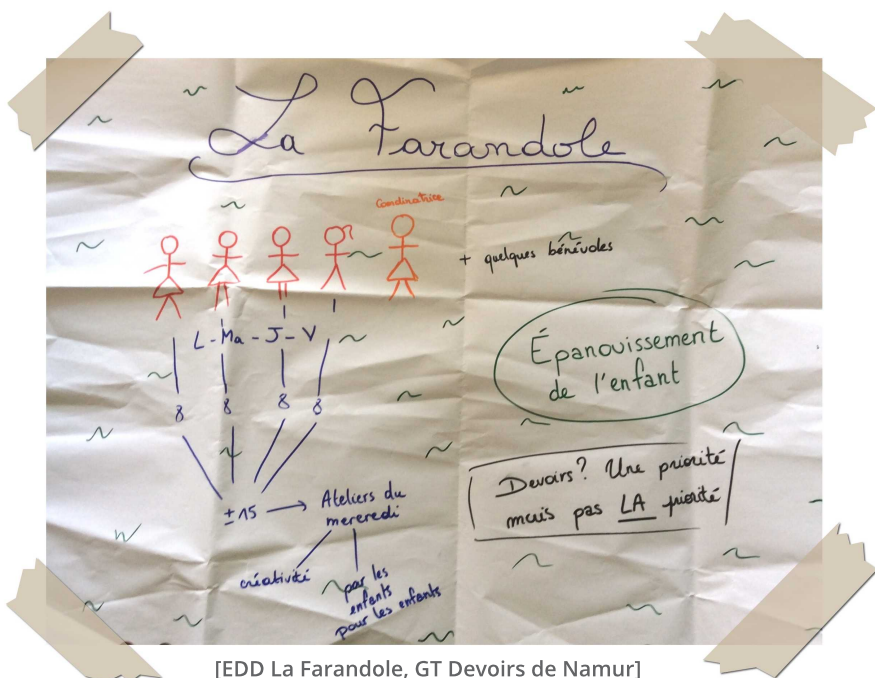 La Farandole
Coordinatrice
+ quelques bénévoles
L - Ma - J - V
8 8 8 8
± 15 → Ateliers du
mercredi
créativité
par les
enfants
pour les enfants
Épanouissement
de l'enfant
Devoirs ? Une priorité
mais pas LA priorité
[EDD La Farandole, GT Devoirs de Namur]